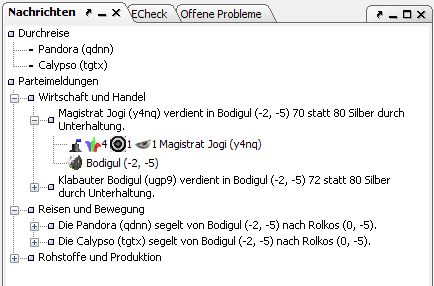 Nachrichten ECheck Offene Probleme
Durchreise
Pandora (qdnn)
Calypso (tgtx)
Parteimeldungen
Wirtschaft und Handel
Magistrat Jogi (y4nq) verdient in Bodigul (-2, -5) 70 statt 80 Silber durch
Unterhaltung.
4 1 1 Magistrat Jogi (y4nq)
Bodigul (-2, -5)
Klabauter Bodigul (ugp9) verdient in Bodigul (-2, -5) 72 statt 80 Silber
durch Unterhaltung.
Reisen und Bewegung
Die Pandora (qdnn) segelt von Bodigul (-2, -5) nach Rolkos (0, -5).
Die Calypso (tgtx) segelt von Bodigul (-2, -5) nach Rolkos (0, -5).
Rohstoffe und Produktion